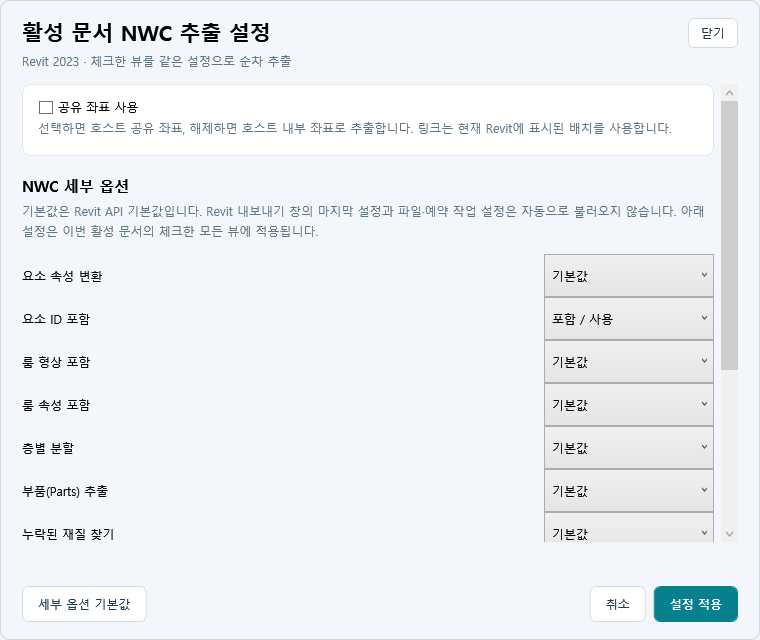 활성 문서 NWC 추출 설정
닫기
Revit 2023 · 체크한 뷰를 같은 설정으로 순차 추출
공유 좌표 사용
선택하면 호스트 공유 좌표, 해제하면 호스트 내부 좌표로 추출합니다. 링크는 현재 Revit에 표시된 배치를 사용합니다.
NWC 세부 옵션
기본값은 Revit API 기본값입니다. Revit 내보내기 창의 마지막 설정과 파일·예약 작업 설정은 자동으로 불러오지 않습니다. 아래
설정은 이번 활성 문서의 체크한 모든 뷰에 적용됩니다.
요소 속성 변환 기본값
요소 ID 포함 포함 / 사용
룸 형상 포함 기본값
룸 속성 포함 기본값
층별 분할 기본값
부품(Parts) 추출 기본값
누락된 재질 찾기 기본값
세부 옵션 기본값 취소 설정 적용